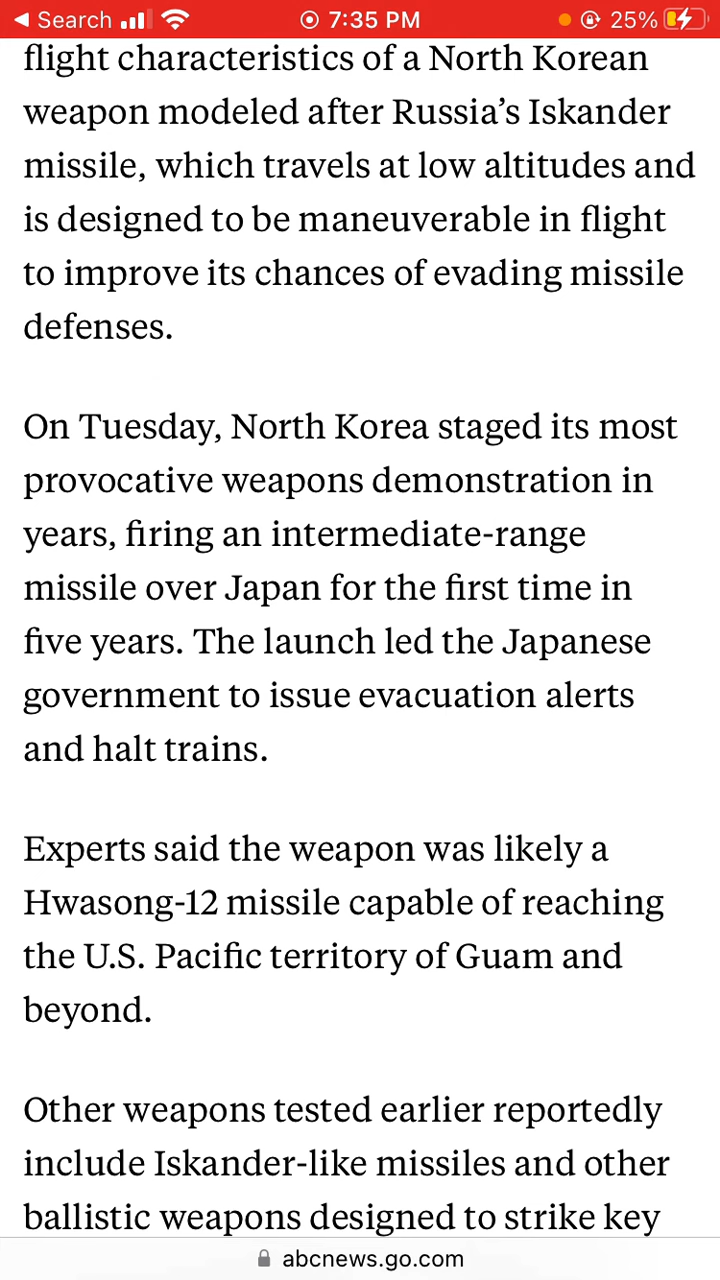 Search 7:35 PM 25%
flight characteristics of a North Korean
weapon modeled after Russia’s Iskander
missile, which travels at low altitudes and
is designed to be maneuverable in flight
to improve its chances of evading missile
defenses.
On Tuesday, North Korea staged its most
provocative weapons demonstration in
years, firing an intermediate-range
missile over Japan for the first time in
five years. The launch led the Japanese
government to issue evacuation alerts
and halt trains.
Experts said the weapon was likely a
Hwasong-12 missile capable of reaching
the U.S. Pacific territory of Guam and
beyond.
Other weapons tested earlier reportedly
include Iskander-like missiles and other
ballistic weapons designed to strike key
abcnews.go.com